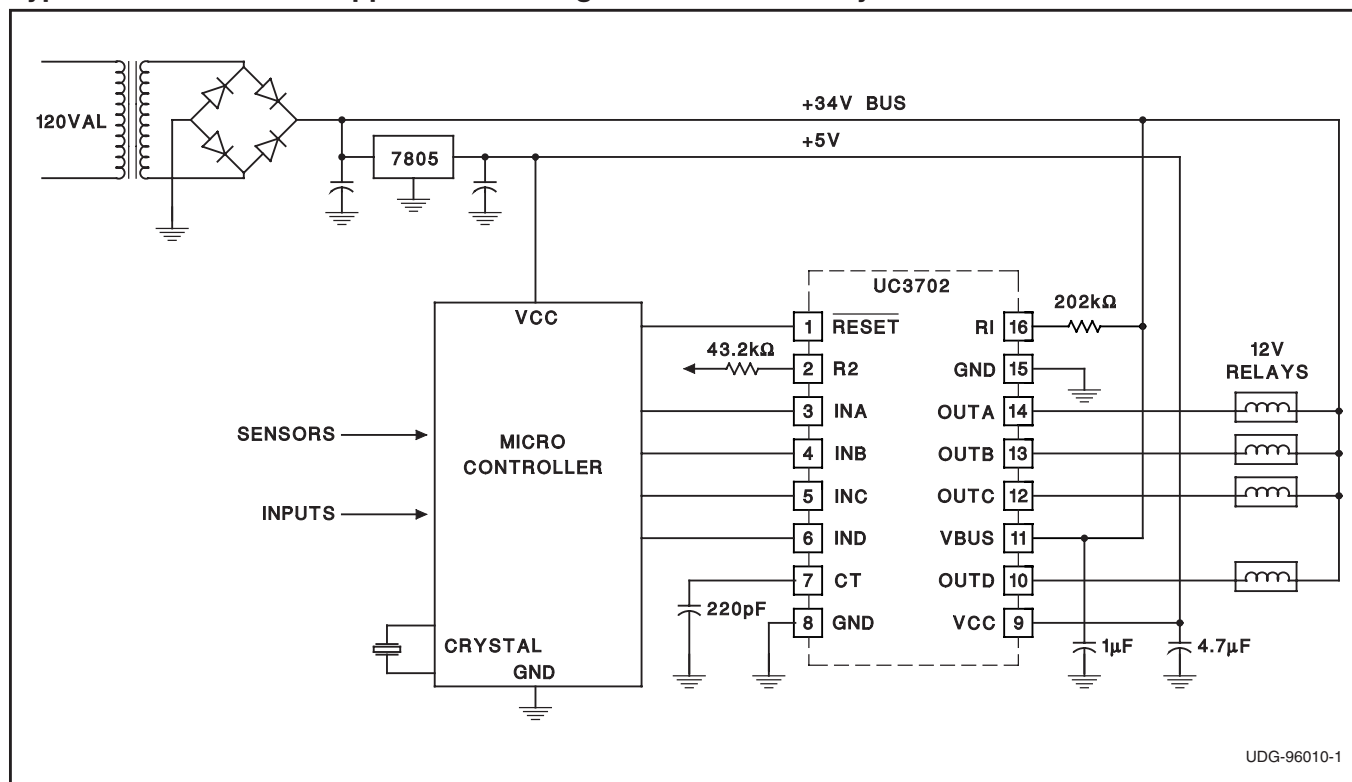 +34V BUS
120VAL
+5V
7805
UC3702
VCC
202kΩ
1 RESET
RI 16
43.2kΩ
12V
RELAYS
2 R2
GND 15
3 INA
OUTA 14
SENSORS
MICRO
CONTROLLER
4 INB
OUTB 13
5 INC
OUTC 12
INPUTS
6 IND
VBUS 11
7 CT
OUTD 10
220pF
8 GND
VCC 9
CRYSTAL
1µF
4.7µF
GND
UDG-96010-1